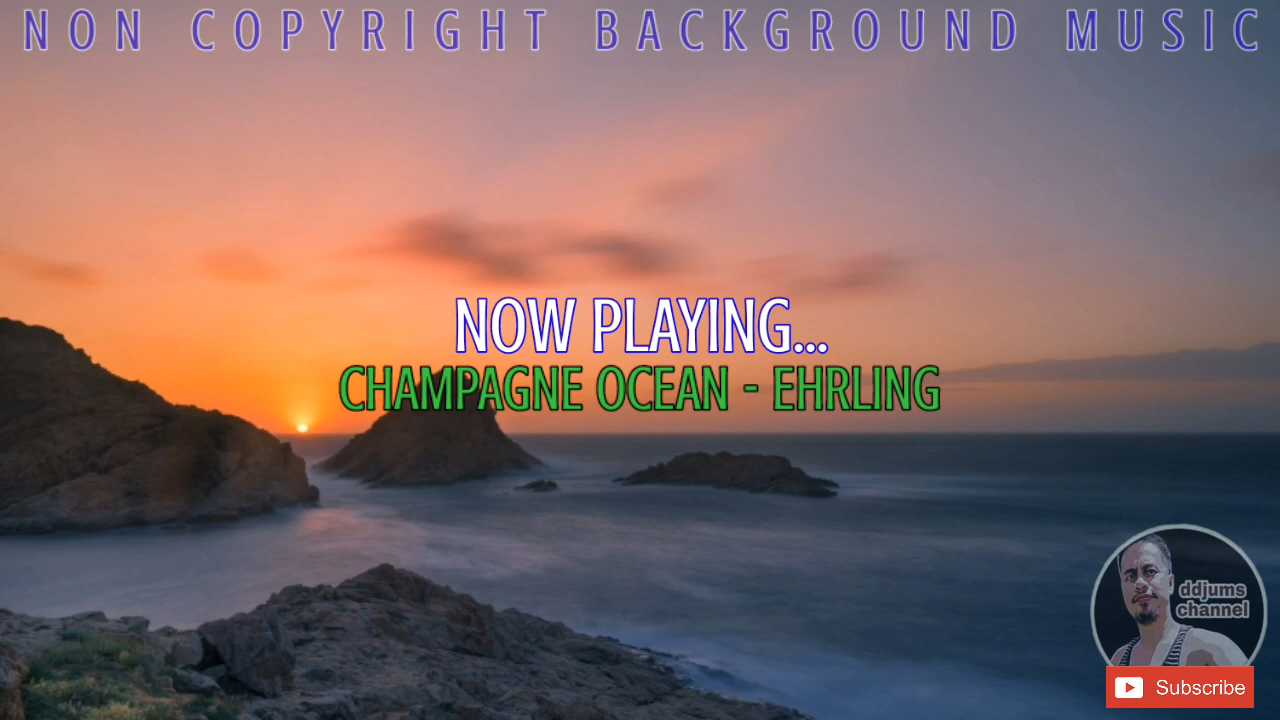 NON COPYRIGHT BACKGROUND MUSIC
NOW PLAYING...
CHAMPAGNE OCEAN - EHRLING
ddjums
channel
Subscribe